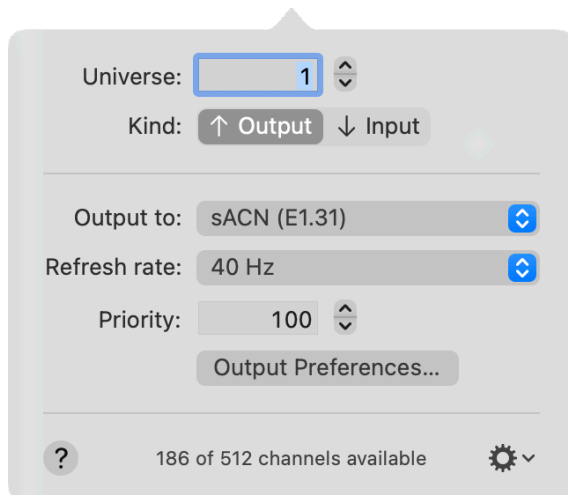 Universe: 1
Kind: ↑ Output ↓ Input
Output to: sACN (E1.31)
Refresh rate: 40 Hz
Priority: 100
Output Preferences...
? 186 of 512 channels available